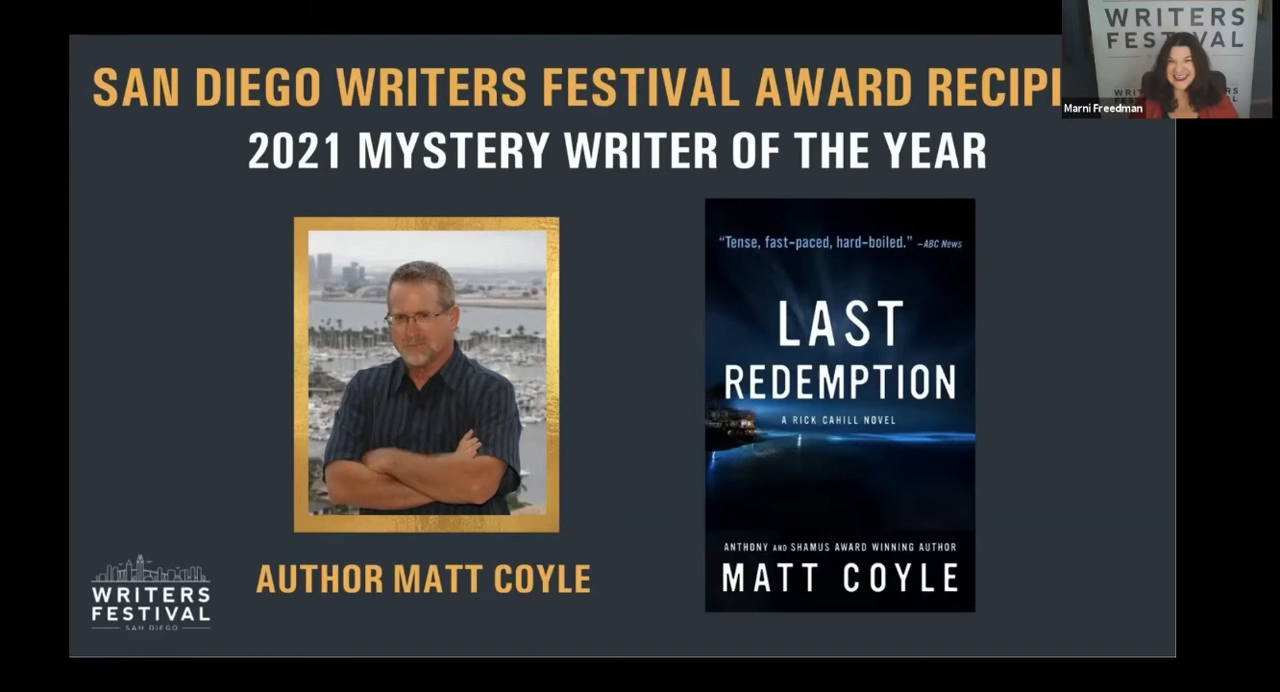 SAN DIEGO WRITERS FESTIVAL AWARD RECIPI
2021 MYSTERY WRITER OF THE YEAR
WRITERS
FESTIVAL
Marni Freedman
“Tense, fast-paced, hard-boiled.” —ABC News
LAST
REDEMPTION
A RICK CAHILL NOVEL
ANTHONY AND SHAMUS AWARD WINNING AUTHOR
MATT COYLE
AUTHOR MATT COYLE
WRITERS
FESTIVAL
SAN DIEGO